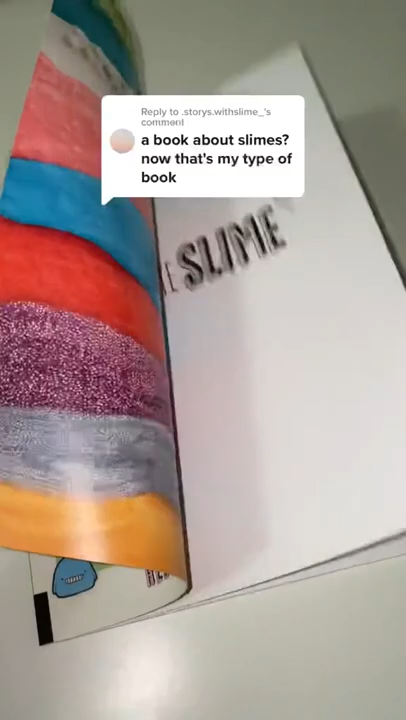 Reply to .storys.withslime_'s
comment
a book about slimes?
now that's my type of
book
SLIME